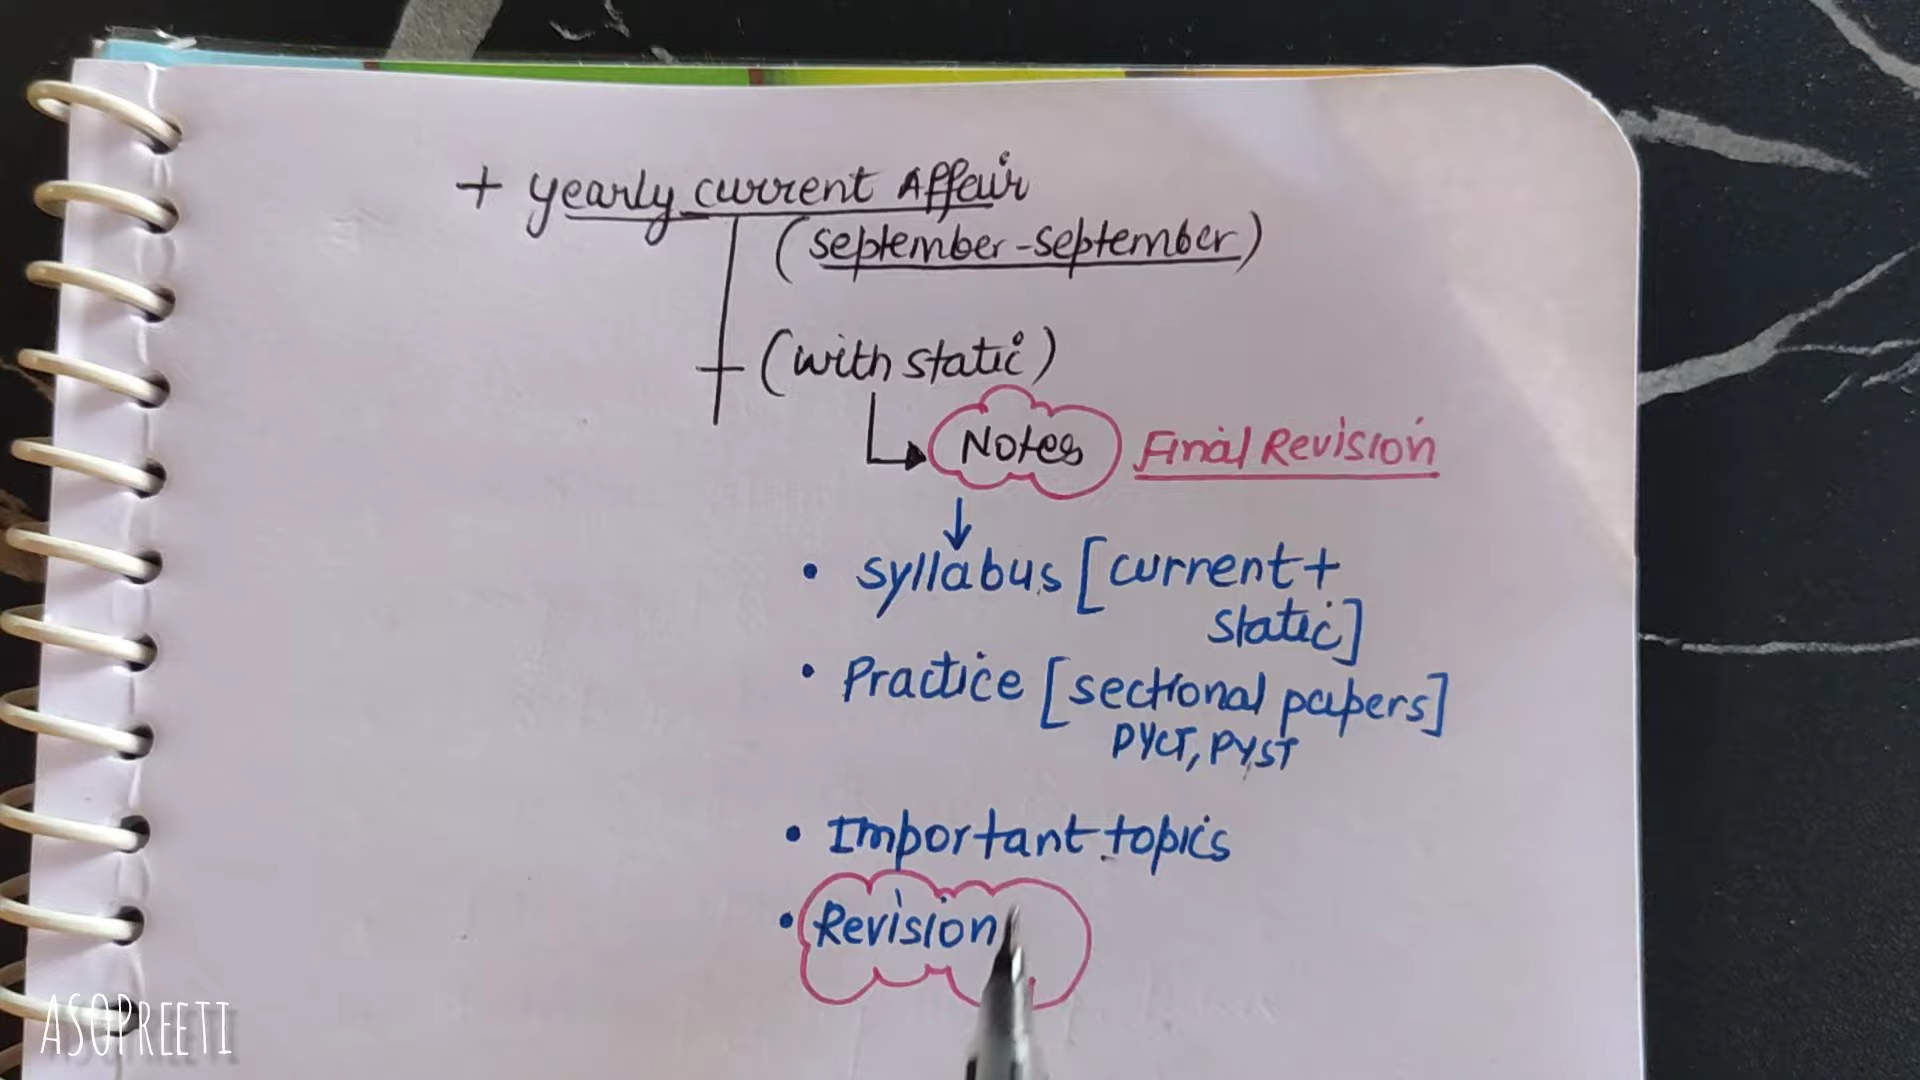 + yearly current Affair
(september-september)
(with static)
Notes Final Revision
• syllabus [current+
static]
• Practice [sectional papers]
PYCT, PYST
• Important topics
• Revision
ASOPREETI